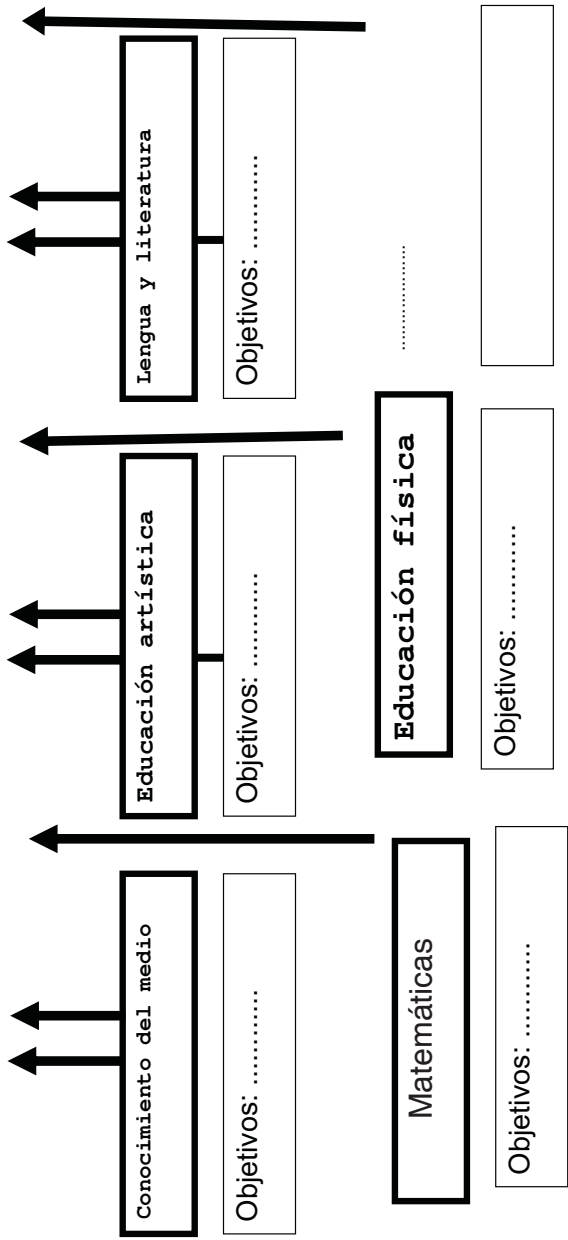 Conocimiento del medio
Educación artística
Lengua y literatura
Objetivos: ............
Objetivos: ............
Objetivos: ............
Matemáticas
Educación física
.....................
Objetivos: ............
Objetivos: ............